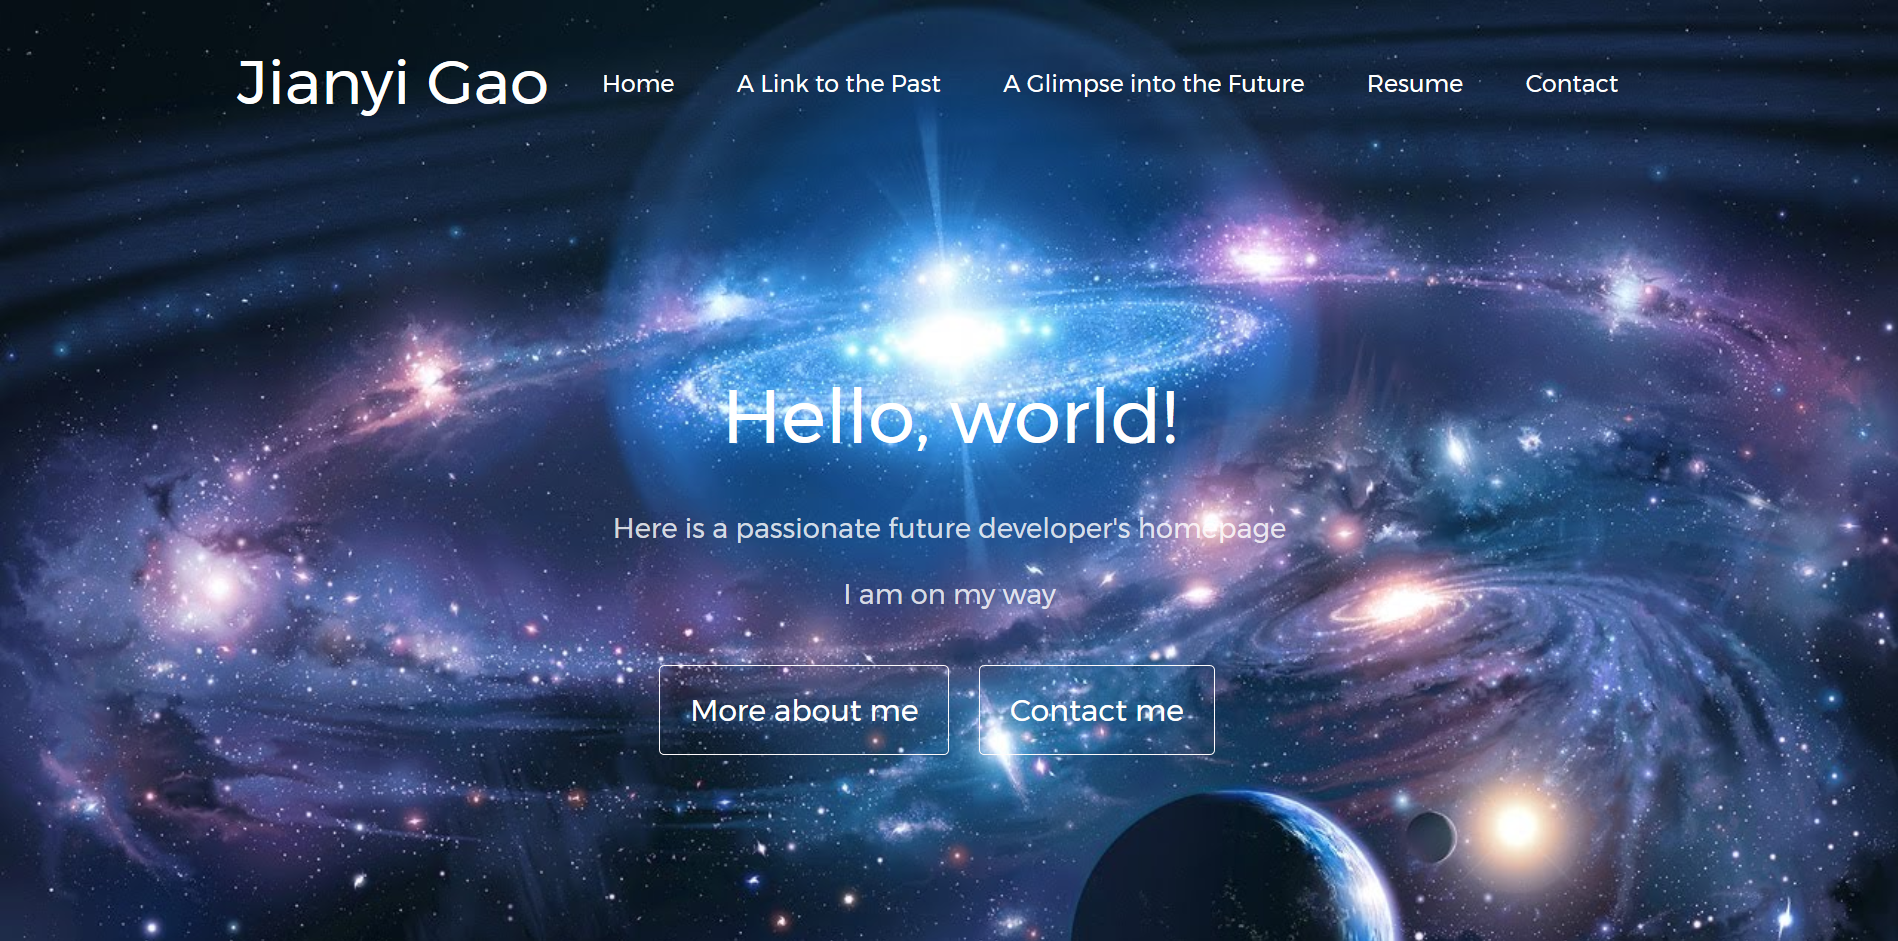 Jianyi Gao Home A Link to the Past A Glimpse into the Future Resume Contact
Hello, world!
Here is a passionate future developer's homepage
I am on my way
More about me Contact me